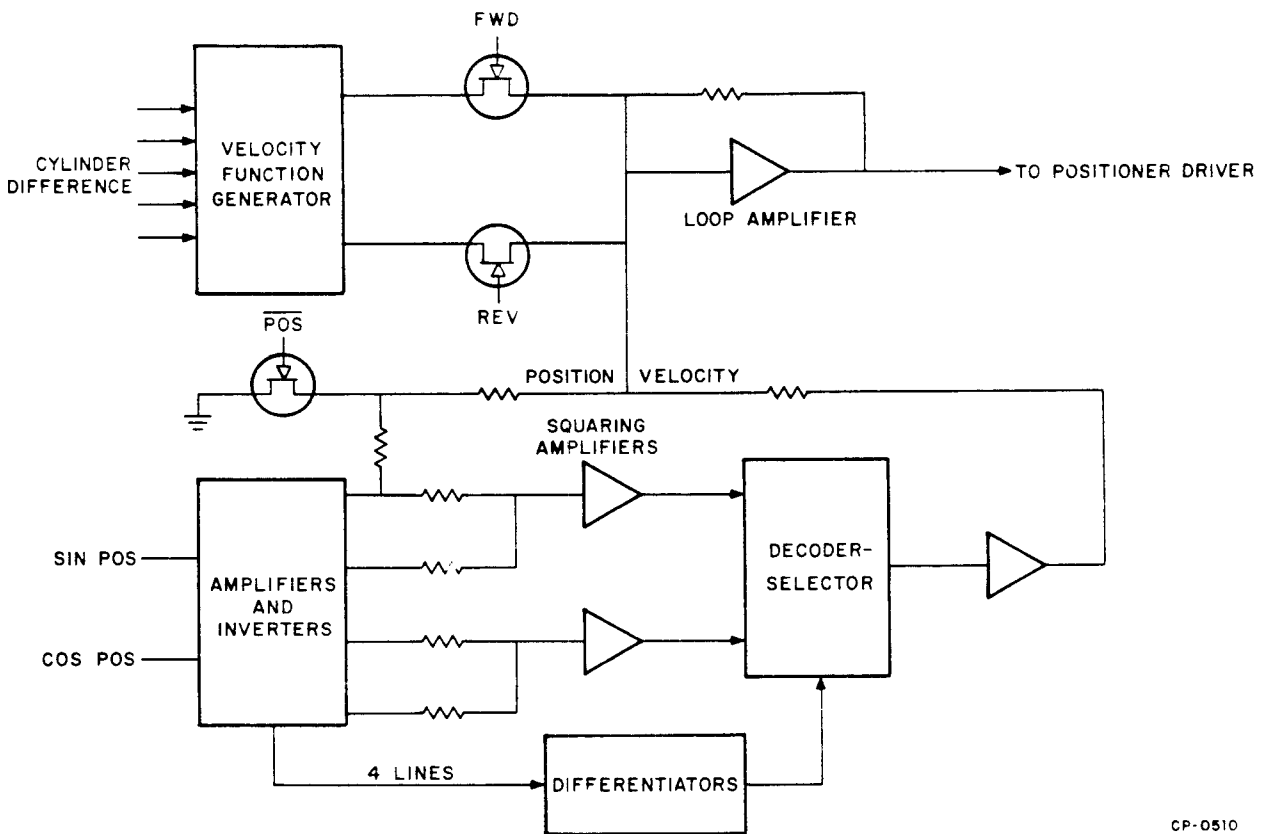 FWD
VELOCITY
FUNCTION
GENERATOR
CYLINDER
DIFFERENCE
TO POSITIONER DRIVER
LOOP AMPLIFIER
REV
POS
POSITION VELOCITY
SQUARING
AMPLIFIERS
SIN POS
COS POS
AMPLIFIERS
AND
INVERTERS
DECODER-
SELECTOR
4 LINES
DIFFERENTIATORS
CP-0510